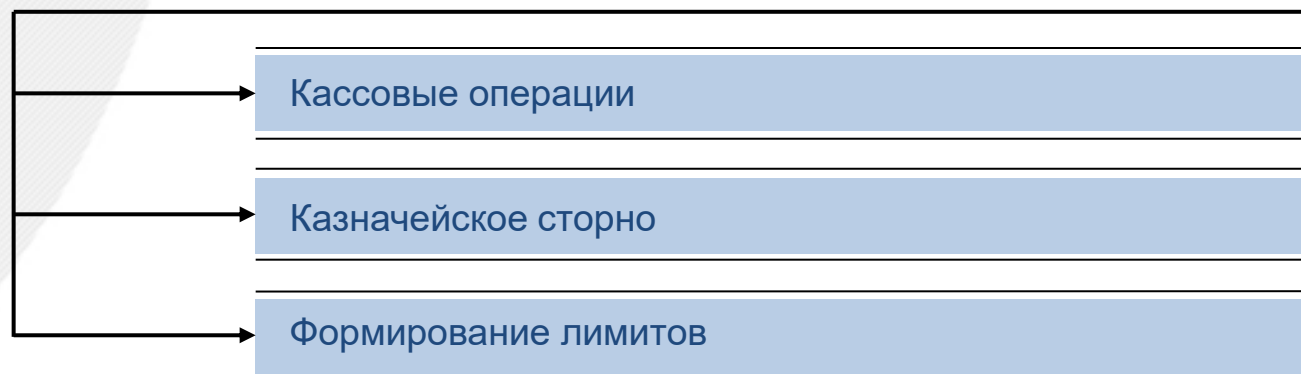 Кассовые операции
Казначейское сторно
Формирование лимитов